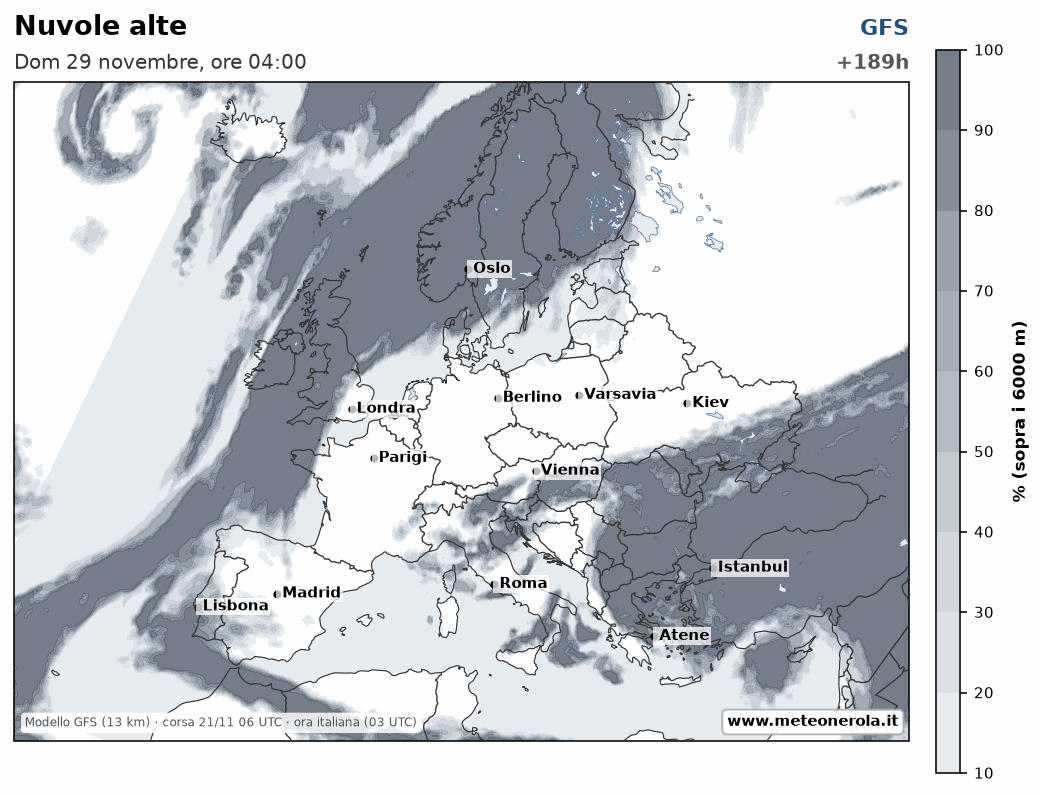 Nuvole alte
GFS
Dom 29 novembre, ore 04:00
+189h
100
90
80
70
60
50
40
30
20
10
% (sopra i 6000 m)
Oslo
Berlino
Varsavia
Kiev
Londra
Parigi
Vienna
Istanbul
Roma
Madrid
Lisbona
Atene
Modello GFS (13 km) · corsa 21/11 06 UTC · ora italiana (03 UTC)
www.meteonerola.it